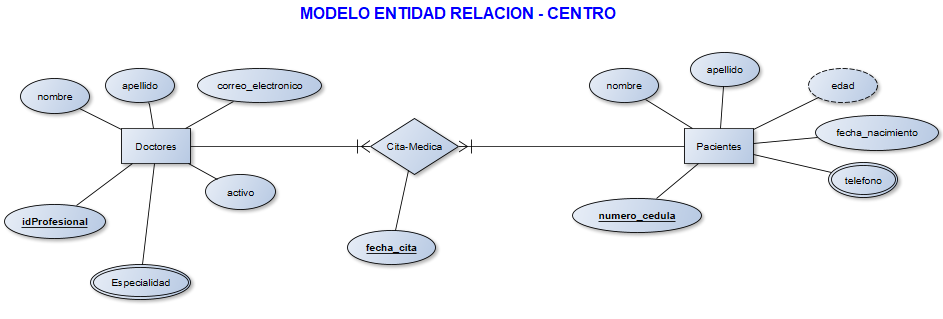 MODELO ENTIDAD RELACION - CENTRO
nombre
apellido
correo_electronico
Doctores
idProfesional
Especialidad
activo
Cita-Medica
fecha_cita
nombre
apellido
edad
fecha_nacimiento
telefono
Pacientes
numero_cedula